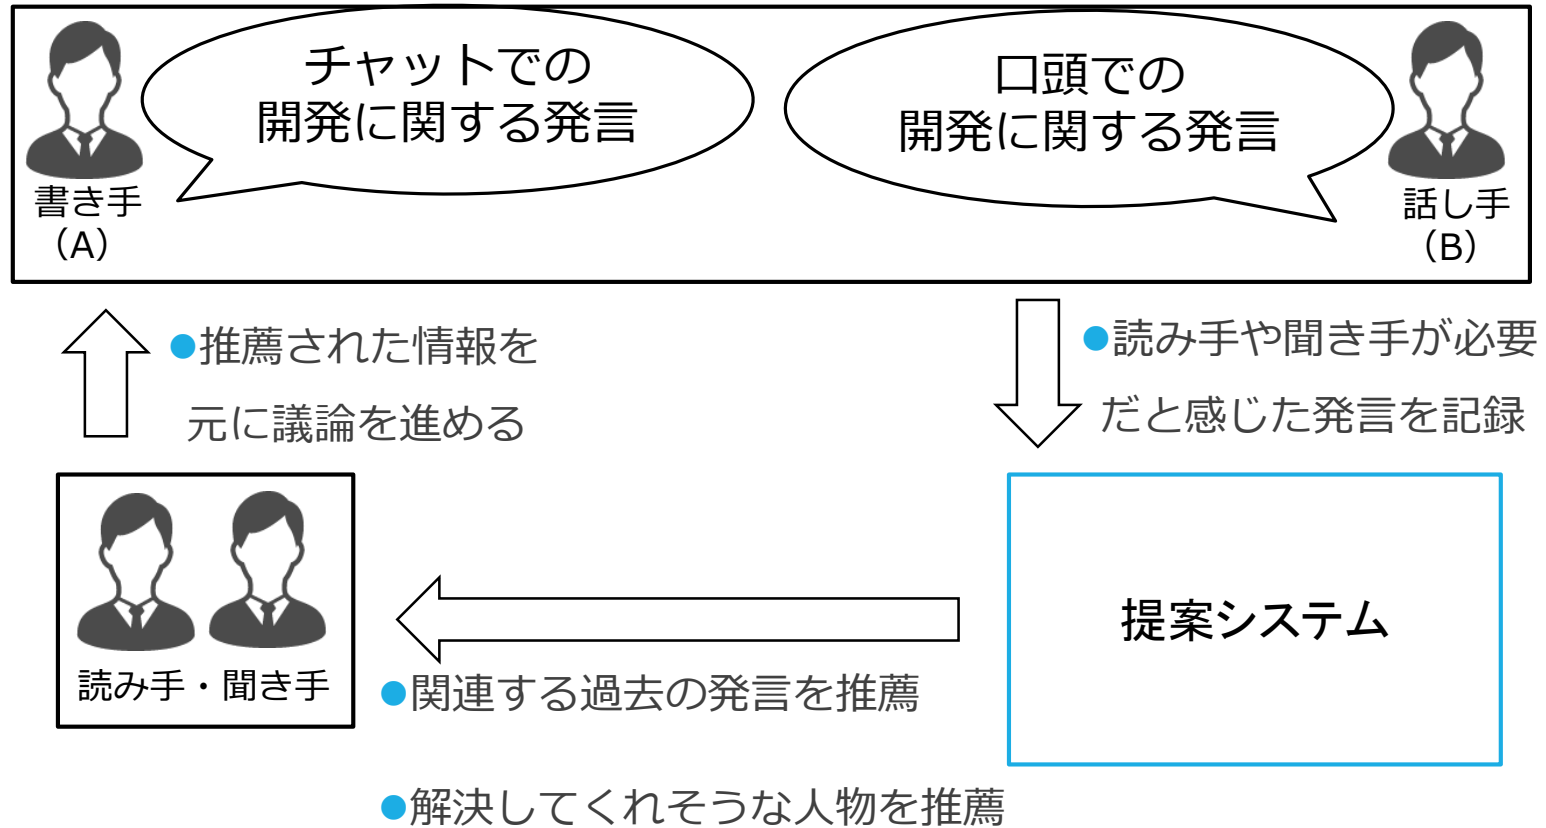 チャットでの
開発に関する発言
口頭での
開発に関する発言
書き手
（A）
話し手
（B）
●推薦された情報を
元に議論を進める
●読み手や聞き手が必要
だと感じた発言を記録
読み手・聞き手
提案システム
●関連する過去の発言を推薦
●解決してくれそうな人物を推薦